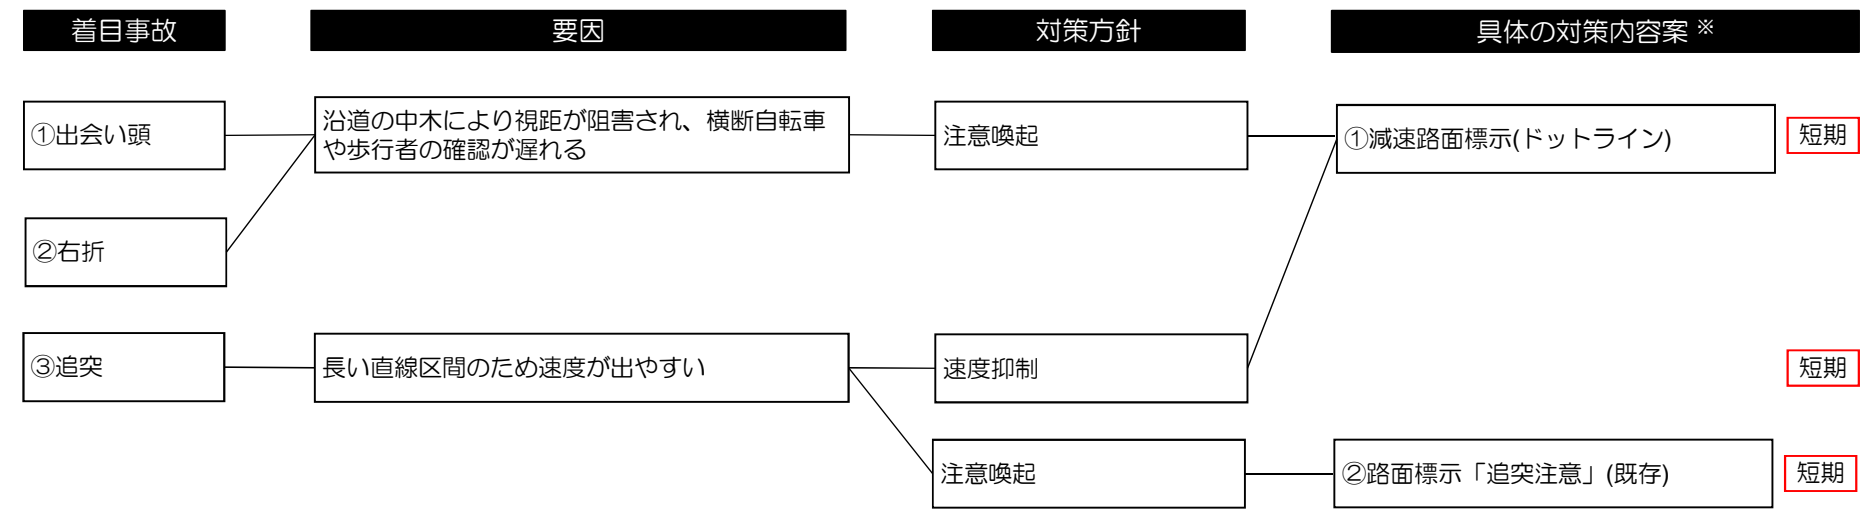 着目事故
要因
対策方針
具体の対策内容案 ※
①出会い頭
沿道の中木により視距が阻害され、横断自転車
や歩行者の確認が遅れる
注意喚起
①減速路面標示(ドットライン)
短期
②右折
③追突
長い直線区間のため速度が出やすい
速度抑制
短期
注意喚起
②路面標示「追突注意」(既存)
短期